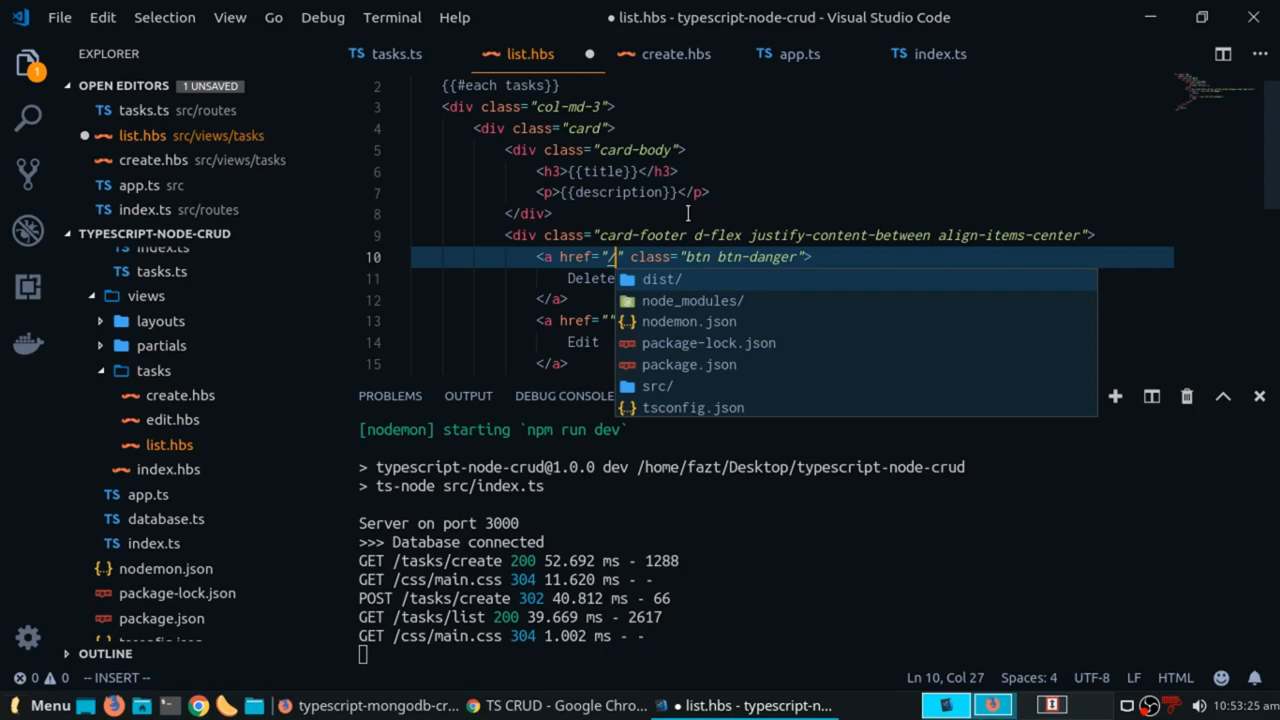 File Edit Selection View Go Debug Terminal Help
● list.hbs - typescript-node-crud - Visual Studio Code
EXPLORER
1
OPEN EDITORS 1 UNSAVED
TS tasks.ts src/routes
list.hbs src/views/tasks
create.hbs src/views/tasks
TS app.ts src
TS index.ts src/routes
TYPESCRIPT-NODE-CRUD
TS index.ts
TS tasks.ts
views
layouts
partials
tasks
create.hbs
edit.hbs
list.hbs
index.hbs
TS app.ts
TS database.ts
TS index.ts
{..} nodemon.json
package-lock.json
package.json
tsconfig.json
OUTLINE
TS tasks.ts list.hbs create.hbs TS app.ts TS index.ts
2 {{#each tasks}}
3 <div class="col-md-3">
4 <div class="card">
5 <div class="card-body">
6 <h3>{{title}}</h3>
7 <p>{{description}}</p>
8 </div>
9 <div class="card-footer d-flex justify-content-between align-items-center">
10 <a href="/" class="btn btn-danger">
11 Delete
12 </a>
13 <a href=""
14 Edit
15 </a>
dist/
node_modules/
{..} nodemon.json
package-lock.json
package.json
src/
{..} tsconfig.json
PROBLEMS OUTPUT DEBUG CONSOLE
[nodemon] starting `npm run dev`
> typescript-node-crud@1.0.0 dev /home/fazt/Desktop/typescript-node-crud
> ts-node src/index.ts
Server on port 3000
>>> Database connected
GET /tasks/create 200 52.692 ms - 1288
GET /css/main.css 304 11.620 ms - -
POST /tasks/create 302 40.812 ms - 66
GET /tasks/list 200 39.669 ms - 2617
GET /css/main.css 304 1.002 ms - -
0 0 -- INSERT -- Ln 10, Col 27 Spaces: 4 UTF-8 LF HTML
Menu typescript-mongodb-cr... TS CRUD - Google Chro... ● list.hbs - typescript-n... 10:53:25 am